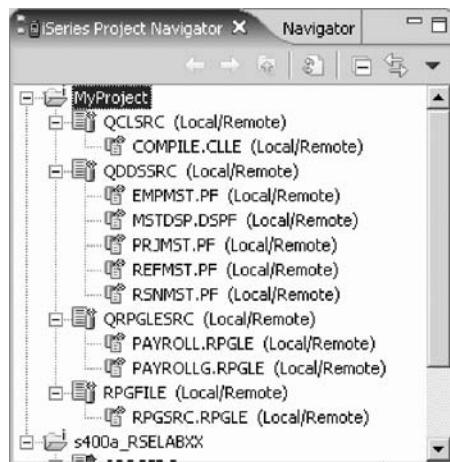 iSeries Project Navigator Navigator
MyProject
QCLSRC (Local/Remote)
COMPILE.CLLE (Local/Remote)
QDDSSRC (Local/Remote)
EMPMST.PF (Local/Remote)
MSTDSP.DSPF (Local/Remote)
PRJMST.PF (Local/Remote)
REFMST.PF (Local/Remote)
RSNMST.PF (Local/Remote)
QRPGLESRC (Local/Remote)
PAYROLL.RPGLE (Local/Remote)
PAYROLLG.RPGLE (Local/Remote)
RPGFILE (Local/Remote)
RPGSRC.RPGLE (Local/Remote)
s400a_RSELABXX